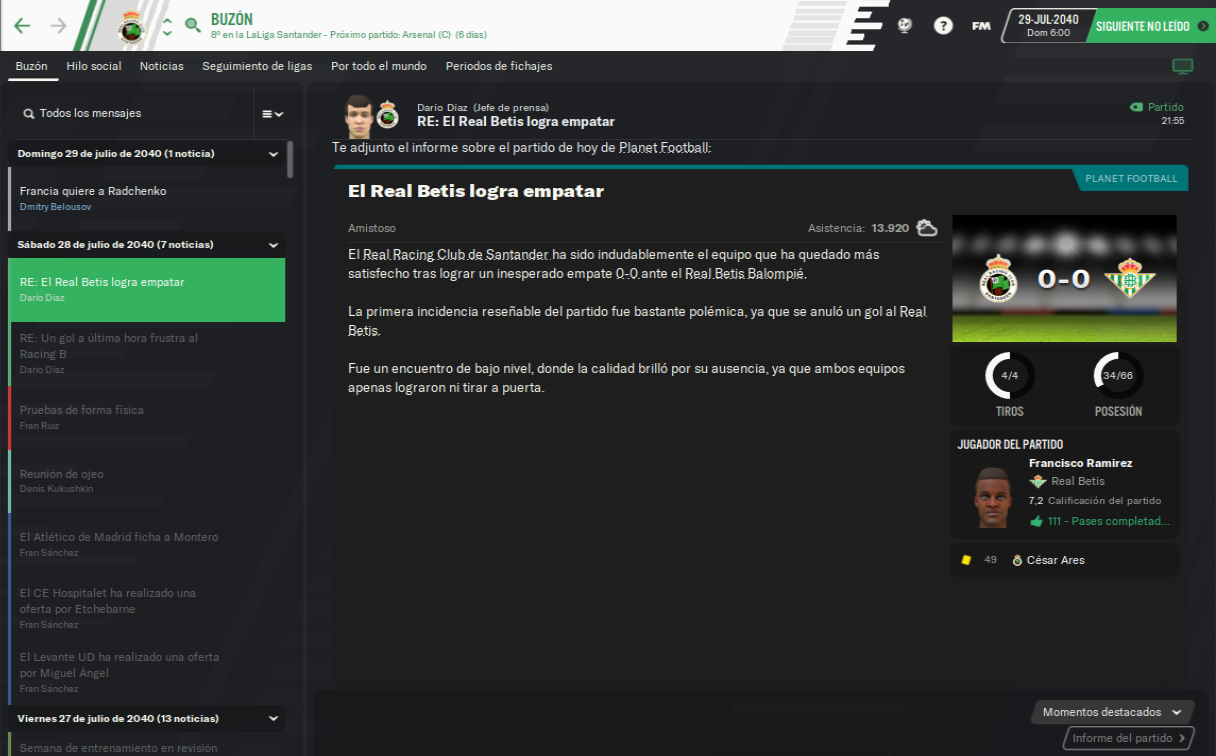 BUZÓN
8º en la LaLiga Santander - Próximo partido: Arsenal (C) (6 días)
?
FM
29-JUL-2040
Dom 6:00
SIGUIENTE NO LEÍDO
Buzón
Hilo social
Noticias
Seguimiento de ligas
Por todo el mundo
Periodos de fichajes
Todos los mensajes
Domingo 29 de julio de 2040 (1 noticia)
Francia quiere a Radchenko
Dmitry Belousov
Sábado 28 de julio de 2040 (7 noticias)
RE: El Real Betis logra empatar
Darío Díaz
RE: Un gol a última hora frustra al
Racing B
Darío Díaz
Pruebas de forma física
Fran Ruiz
Reunión de ojeo
Denis Kukushkin
El Atlético de Madrid ficha a Montero
Fran Sánchez
El CE Hospitalet ha realizado una
oferta por Etchebarne
Fran Sánchez
El Levante UD ha realizado una oferta
por Miguel Ángel
Fran Sánchez
Viernes 27 de julio de 2040 (13 noticias)
Semana de entrenamiento en revisión
Darío Díaz (Jefe de prensa)
RE: El Real Betis logra empatar
Partido
21:55
Te adjunto el informe sobre el partido de hoy de Planet Football:
PLANET FOOTBALL
El Real Betis logra empatar
Amistoso
Asistencia: 13.920
El Real Racing Club de Santander ha sido indudablemente el equipo que ha quedado más
satisfecho tras lograr un inesperado empate 0-0 ante el Real Betis Balompié.
La primera incidencia reseñable del partido fue bastante polémica, ya que se anuló un gol al Real
Betis.
Fue un encuentro de bajo nivel, donde la calidad brilló por su ausencia, ya que ambos equipos
apenas lograron ni tirar a puerta.
0-0
4/4
TIROS
34/66
POSESIÓN
JUGADOR DEL PARTIDO
Francisco Ramírez
Real Betis
7,2 Calificación del partido
111 - Pases completad...
49 César Ares
Momentos destacados
Informe del partido